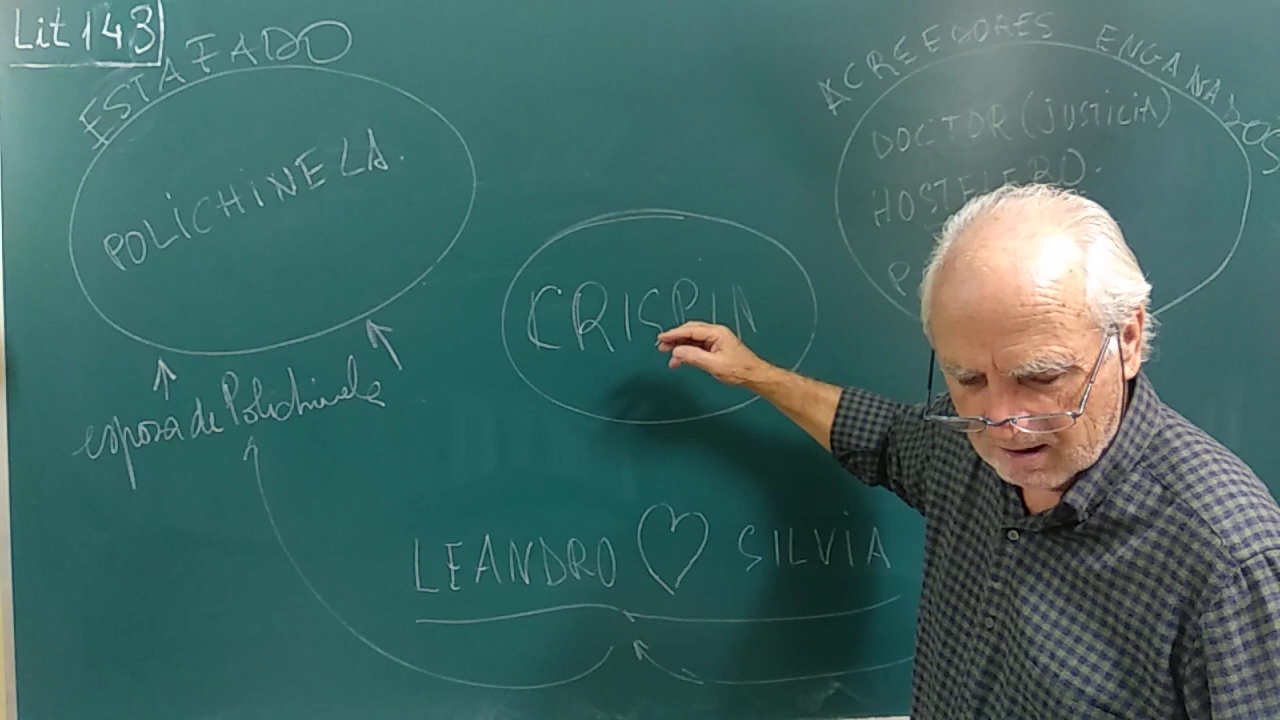 Lit 143
ESTAFADO
POLICHINELA.
esposa de Polichinela
CRISPIN
LEANDRO ♡ SILVIA
ACREEDORES ENGAÑADOS
DOCTOR (JUSTICIA)
HOSTELERO.